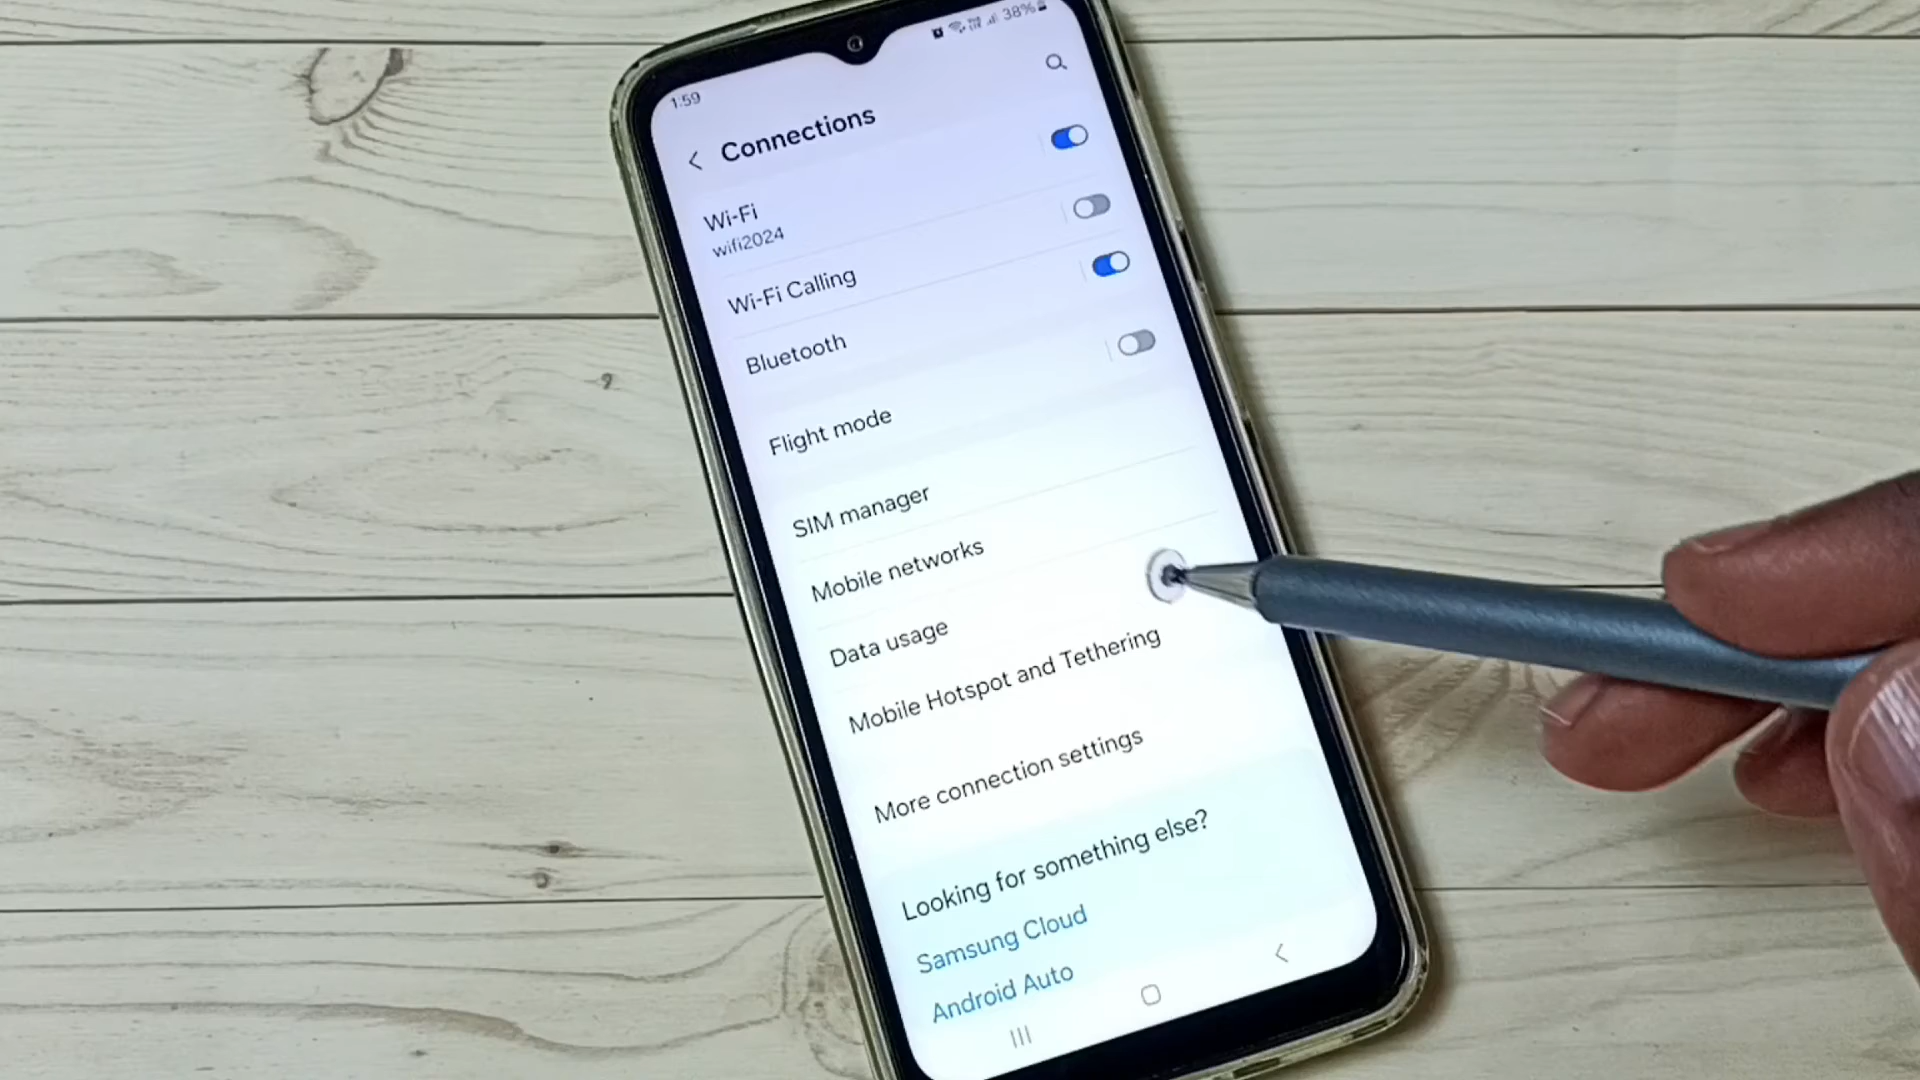 38%
1:59
Connections
Wi-Fi
wifi2024
Wi-Fi Calling
Bluetooth
Flight mode
SIM manager
Mobile networks
Data usage
Mobile Hotspot and Tethering
More connection settings
Looking for something else?
Samsung Cloud
Android Auto